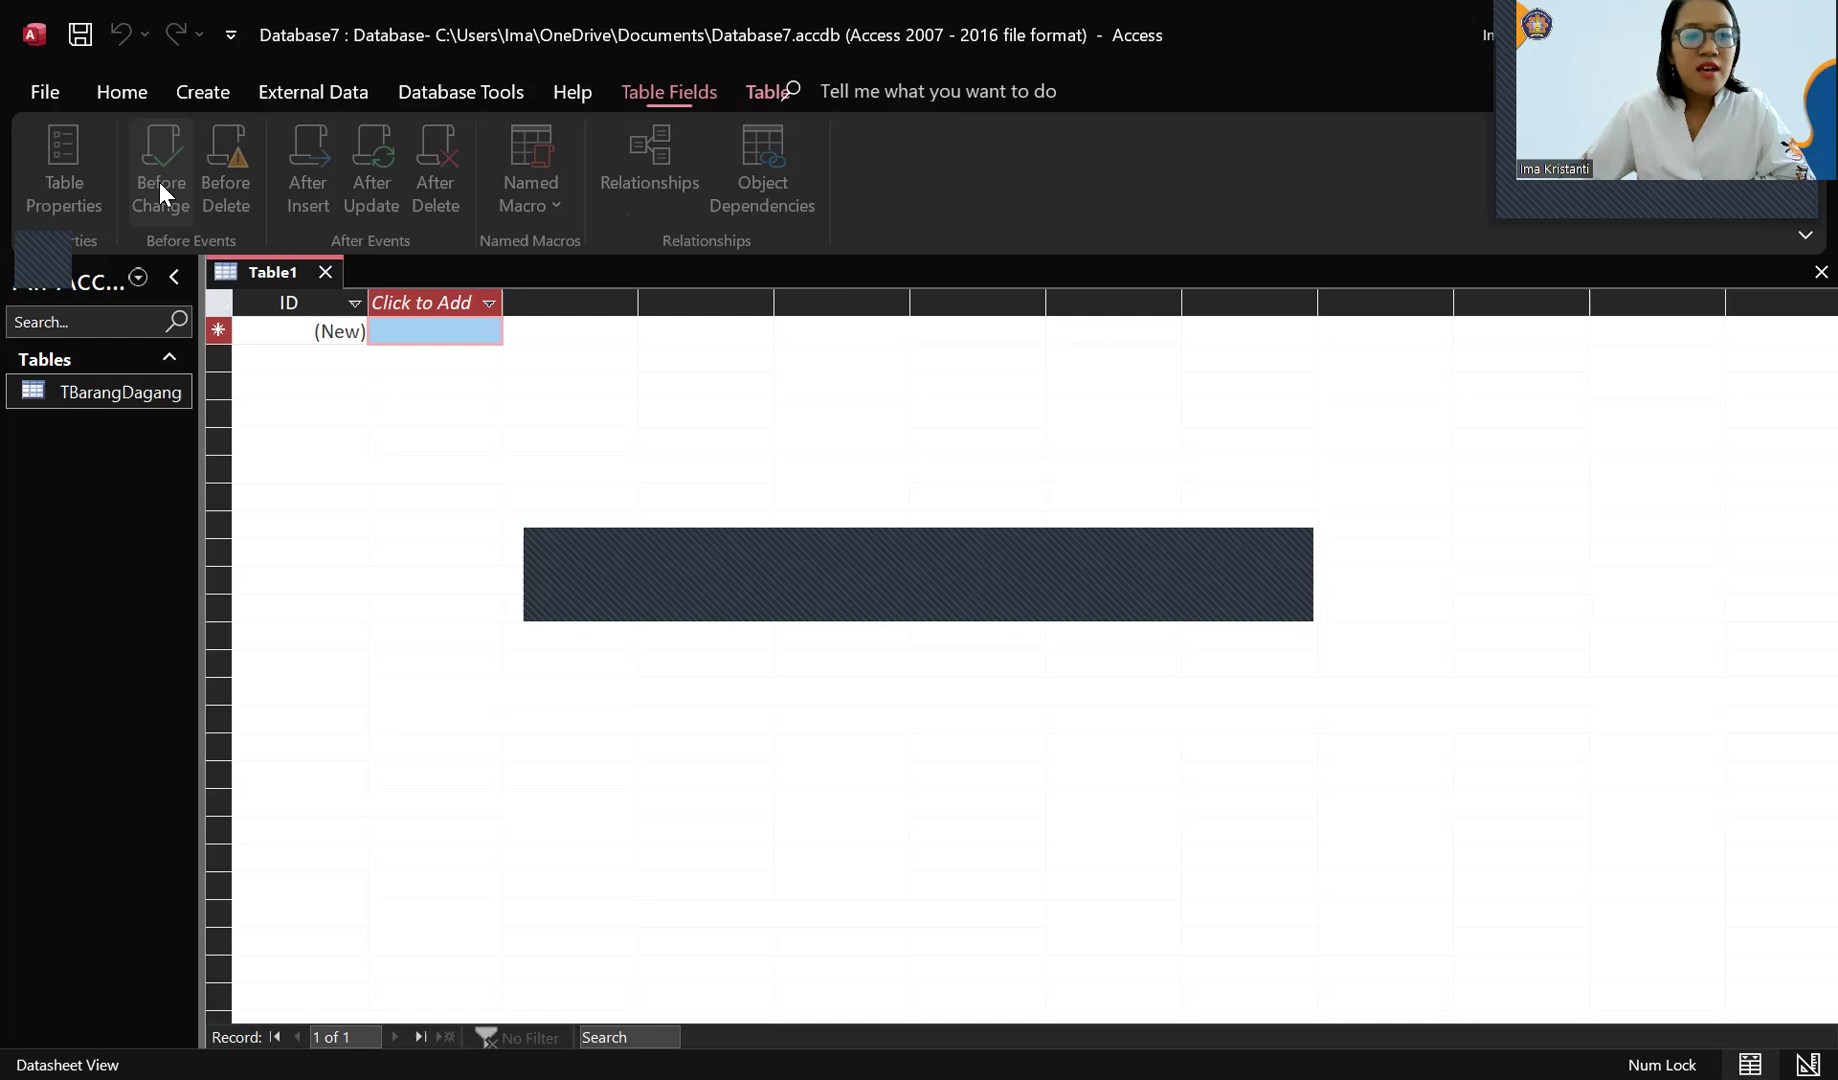 Database7 : Database- C:\Users\Ima\OneDrive\Documents\Database7.accdb (Access 2007 - 2016 file format) - Access
File Home Create External Data Database Tools Help Table Fields Table Tell me what you want to do
Table Properties
Before Change
Before Delete
After Insert
After Update
After Delete
Named Macro
Relationships
Object Dependencies
Before Events
After Events
Named Macros
Relationships
Ima Kristanti
Table1
ID Click to Add
(New)
Search...
Tables
TBarangDagang
Record: 1 of 1 No Filter Search
Datasheet View
Num Lock